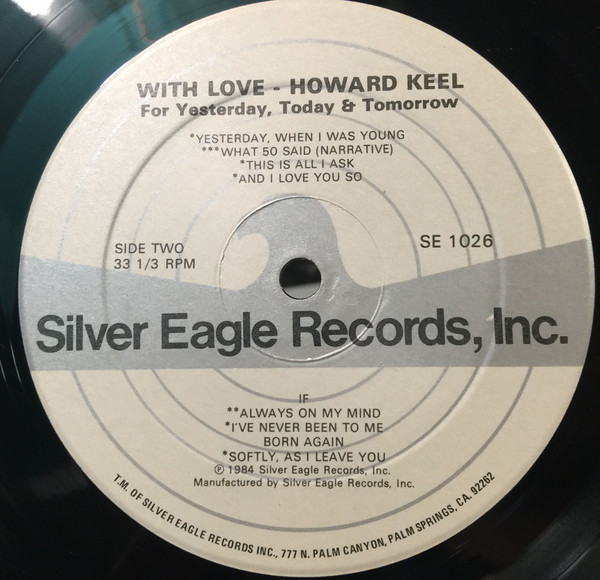 WITH LOVE - HOWARD KEEL
For Yesterday, Today & Tomorrow
*YESTERDAY, WHEN I WAS YOUNG
***WHAT 50 SAID (NARRATIVE)
*THIS IS ALL I ASK
*AND I LOVE YOU SO
SIDE TWO
33 1/3 RPM
SE 1026
Silver Eagle Records, Inc.
IF
**ALWAYS ON MY MIND
*I'VE NEVER BEEN TO ME
BORN AGAIN
*SOFTLY, AS I LEAVE YOU
℗ 1984 Silver Eagle Records, Inc.
Manufactured by Silver Eagle Records, Inc.
T.M. OF SILVER EAGLE RECORDS INC., 777 N. PALM CANYON, PALM SPRINGS, CA. 92262